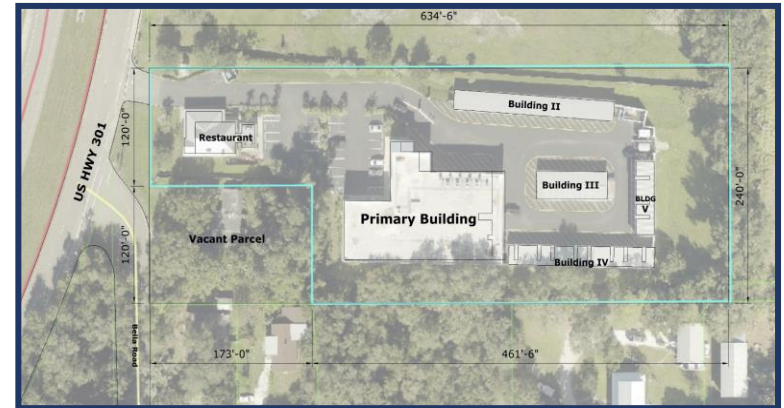 634'-6"
Building II
US HWY 301
120'-0"
Restaurant
Building III
BLDG
V
240'-0"
Primary Building
Vacant Parcel
120'-0"
Building IV
Bella Road
173'-0"
461'-6"